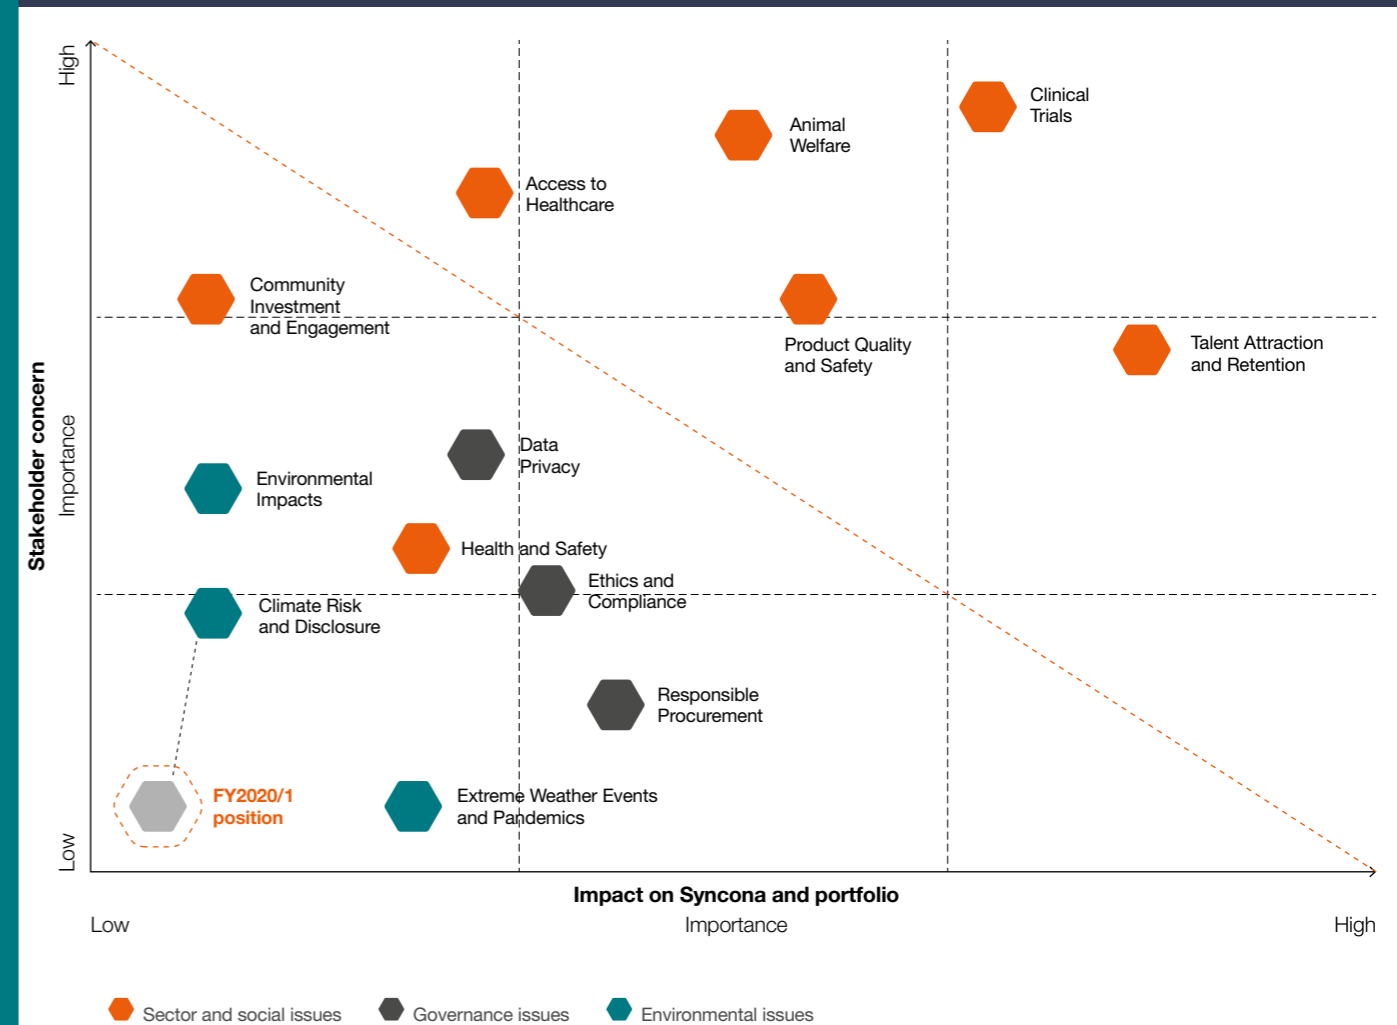 High
Clinical
Trials
Animal
Welfare
Access to
Healthcare
Community
Investment
and Engagement
Product Quality
and Safety
Talent Attraction
and Retention
Stakeholder concern
Importance
Data
Privacy
Environmental
Impacts
Health and Safety
Ethics and
Compliance
Climate Risk
and Disclosure
Responsible
Procurement
FY2020/1
position
Extreme Weather Events
and Pandemics
Low
Impact on Syncona and portfolio
Low
Importance
High
Sector and social issues
Governance issues
Environmental issues